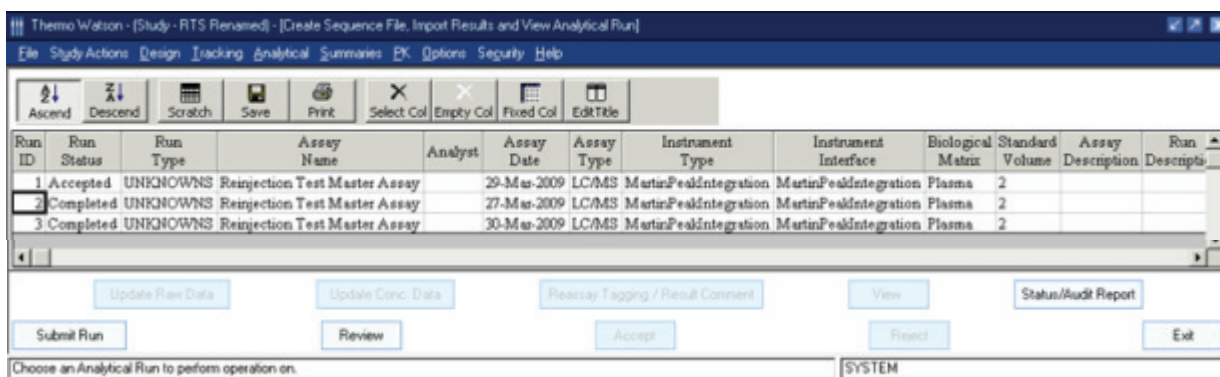 Thermo Watson - [Study - RTS Renamed] - [Create Sequence File, Import Results and View Analytical Run]
File Study Actions Design Tracking Analytical Summaries PK Options Security Help
Ascend Descend Scratch Save Print Select Col Empty Col Fixed Col EditTitle
Run ID Run Status Run Type Assay Name Analyst Assay Date Assay Type Instrument Type Instrument Interface Biological Matrix Standard Volume Assay Description Run Descripti
1 Accepted UNKNOWNS Reinjection Test Master Assay 29-Mar-2009 LC/MS MartinPeakIntegration MartinPeakIntegration Plasma 2
2 Completed UNKNOWNS Reinjection Test Master Assay 27-Mar-2009 LC/MS MartinPeakIntegration MartinPeakIntegration Plasma 2
3 Completed UNKNOWNS Reinjection Test Master Assay 30-Mar-2009 LC/MS MartinPeakIntegration MartinPeakIntegration Plasma 2
Update Raw Data Update Conc. Data Reassay Tagging / Result Comment View Status/Audit Report
Submit Run Review Accept Reject Exit
Choose an Analytical Run to perform operation on. SYSTEM